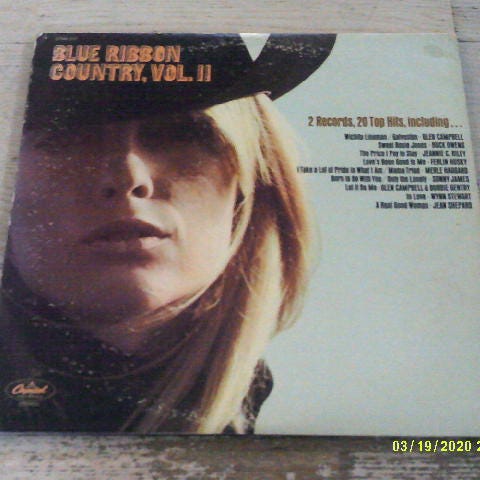 BLUE RIBBON
COUNTRY, VOL. II
2 Records, 20 Top Hits, including . . .
Wichita Lineman / Galveston - GLEN CAMPBELL
Sweet Rosie Jones - BUCK OWENS
The Price I Pay to Stay - JEANNIE C. RILEY
Love's Been Good to Me - FERLIN HUSKY
I Take a Lot of Pride in What I Am / Mama Tried - MERLE HAGGARD
Born to Be With You / Only the Lonely - SONNY JAMES
Let It Be Me - GLEN CAMPBELL & BOBBIE GENTRY
In Love - WYNN STEWART
A Real Good Woman - JEAN SHEPARD
Capitol
03/19/2020 2